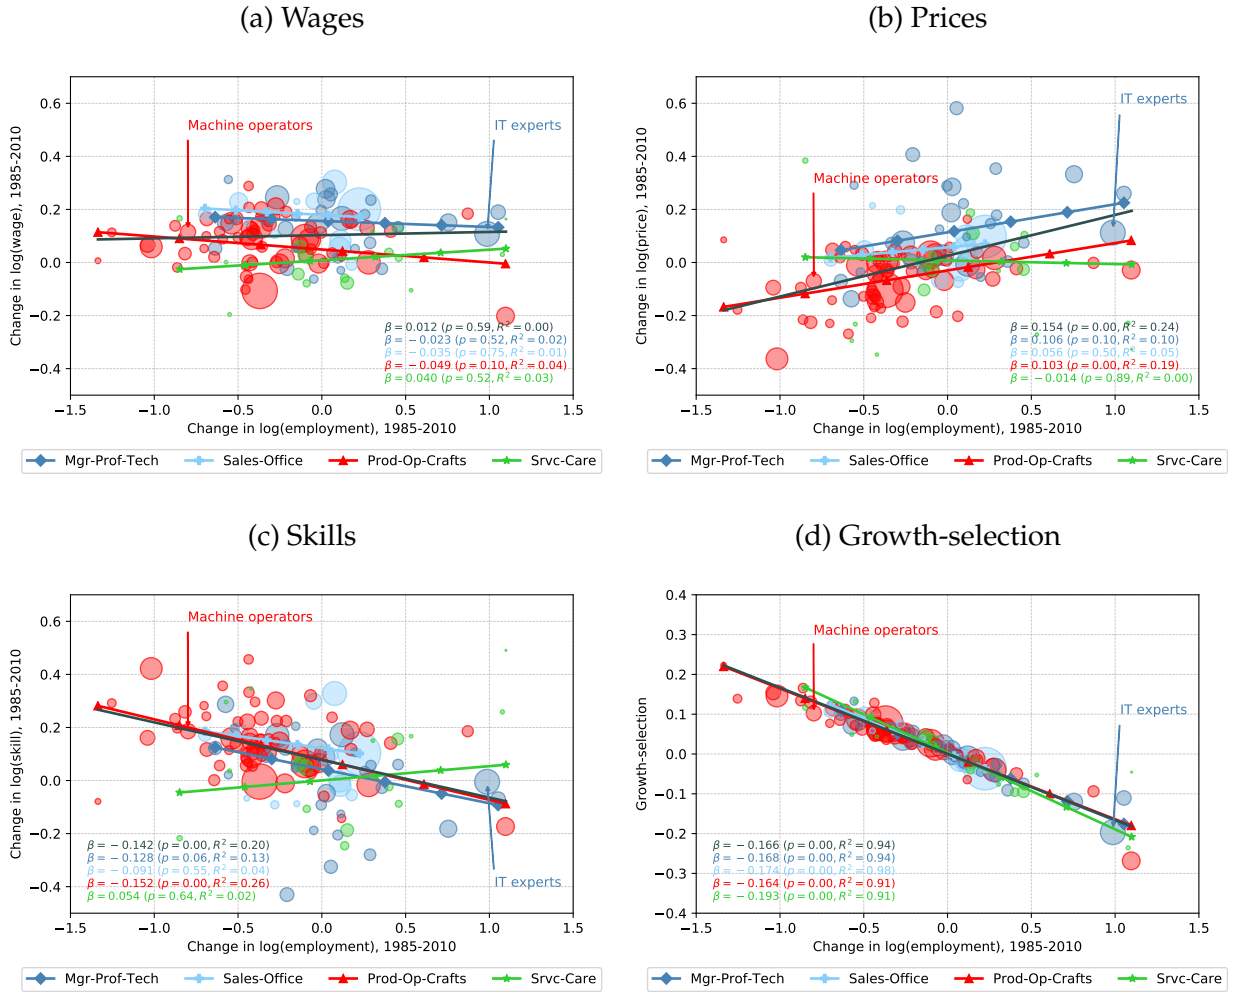 (a) Wages
(b) Prices
Change in log(wage), 1985-2010
0.6
0.4
0.2
0.0
−0.2
−0.4
Machine operators
IT experts
β = 0.012 (p = 0.59, R² = 0.00)
β = − 0.023 (p = 0.52, R² = 0.02)
β = − 0.035 (p = 0.75, R² = 0.01)
β = − 0.049 (p = 0.10, R² = 0.04)
β = 0.040 (p = 0.52, R² = 0.03)
−1.5 −1.0 −0.5 0.0 0.5 1.0 1.5
Change in log(employment), 1985-2010
Mgr-Prof-Tech Sales-Office Prod-Op-Crafts Srvc-Care
Change in log(price), 1985-2010
0.6
0.4
0.2
0.0
−0.2
−0.4
IT experts
Machine operators
β = 0.154 (p = 0.00, R² = 0.24)
β = 0.106 (p = 0.10, R² = 0.10)
β = 0.056 (p = 0.50, R² = 0.05)
β = 0.103 (p = 0.00, R² = 0.19)
β = − 0.014 (p = 0.89, R² = 0.00)
−1.5 −1.0 −0.5 0.0 0.5 1.0 1.5
Change in log(employment), 1985-2010
Mgr-Prof-Tech Sales-Office Prod-Op-Crafts Srvc-Care
(c) Skills
(d) Growth-selection
Change in log(skill), 1985-2010
0.6
0.4
0.2
0.0
−0.2
−0.4
Machine operators
IT experts
β = − 0.142 (p = 0.00, R² = 0.20)
β = − 0.128 (p = 0.06, R² = 0.13)
β = − 0.091 (p = 0.55, R² = 0.04)
β = − 0.152 (p = 0.00, R² = 0.26)
β = 0.054 (p = 0.64, R² = 0.02)
−1.5 −1.0 −0.5 0.0 0.5 1.0 1.5
Change in log(employment), 1985-2010
Mgr-Prof-Tech Sales-Office Prod-Op-Crafts Srvc-Care
Growth-selection
0.4
0.3
0.2
0.1
0.0
−0.1
−0.2
−0.3
−0.4
Machine operators
IT experts
β = − 0.166 (p = 0.00, R² = 0.94)
β = − 0.168 (p = 0.00, R² = 0.94)
β = − 0.174 (p = 0.00, R² = 0.98)
β = − 0.164 (p = 0.00, R² = 0.91)
β = − 0.193 (p = 0.00, R² = 0.91)
−1.5 −1.0 −0.5 0.0 0.5 1.0 1.5
Change in log(employment), 1985-2010
Mgr-Prof-Tech Sales-Office Prod-Op-Crafts Srvc-Care